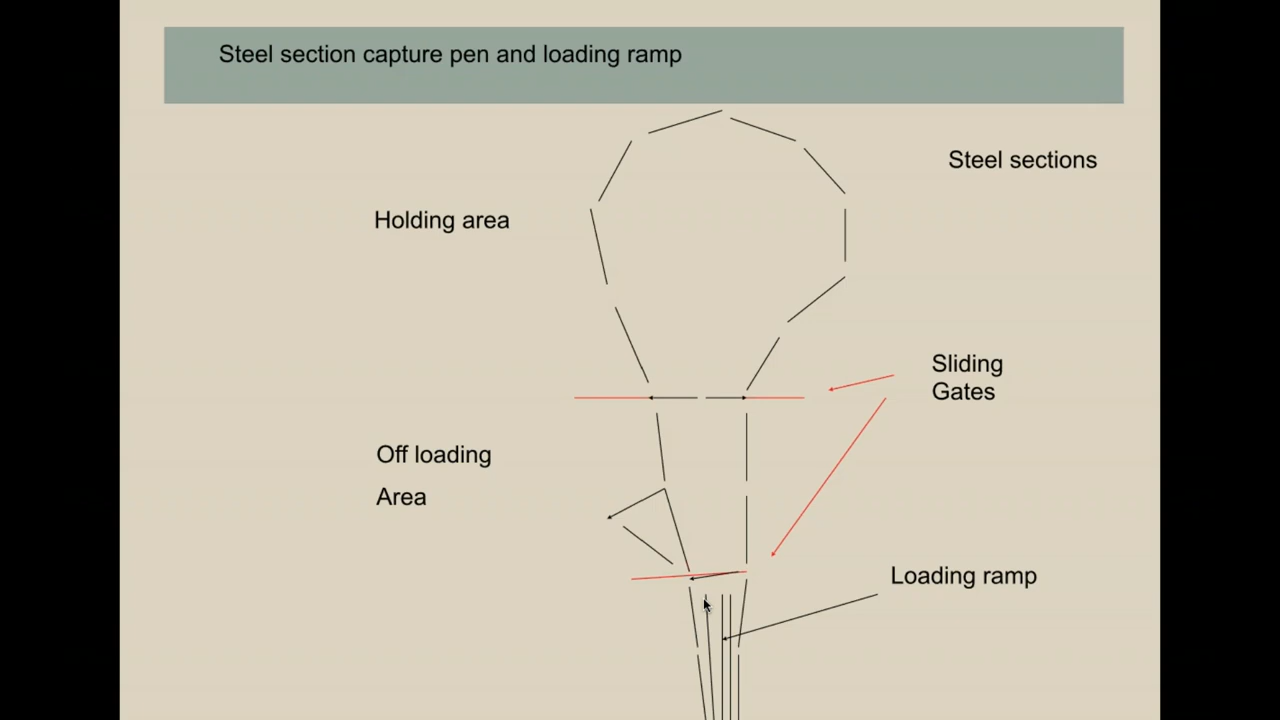 Steel section capture pen and loading ramp
Steel sections
Holding area
Sliding
Gates
Off loading
Area
Loading ramp